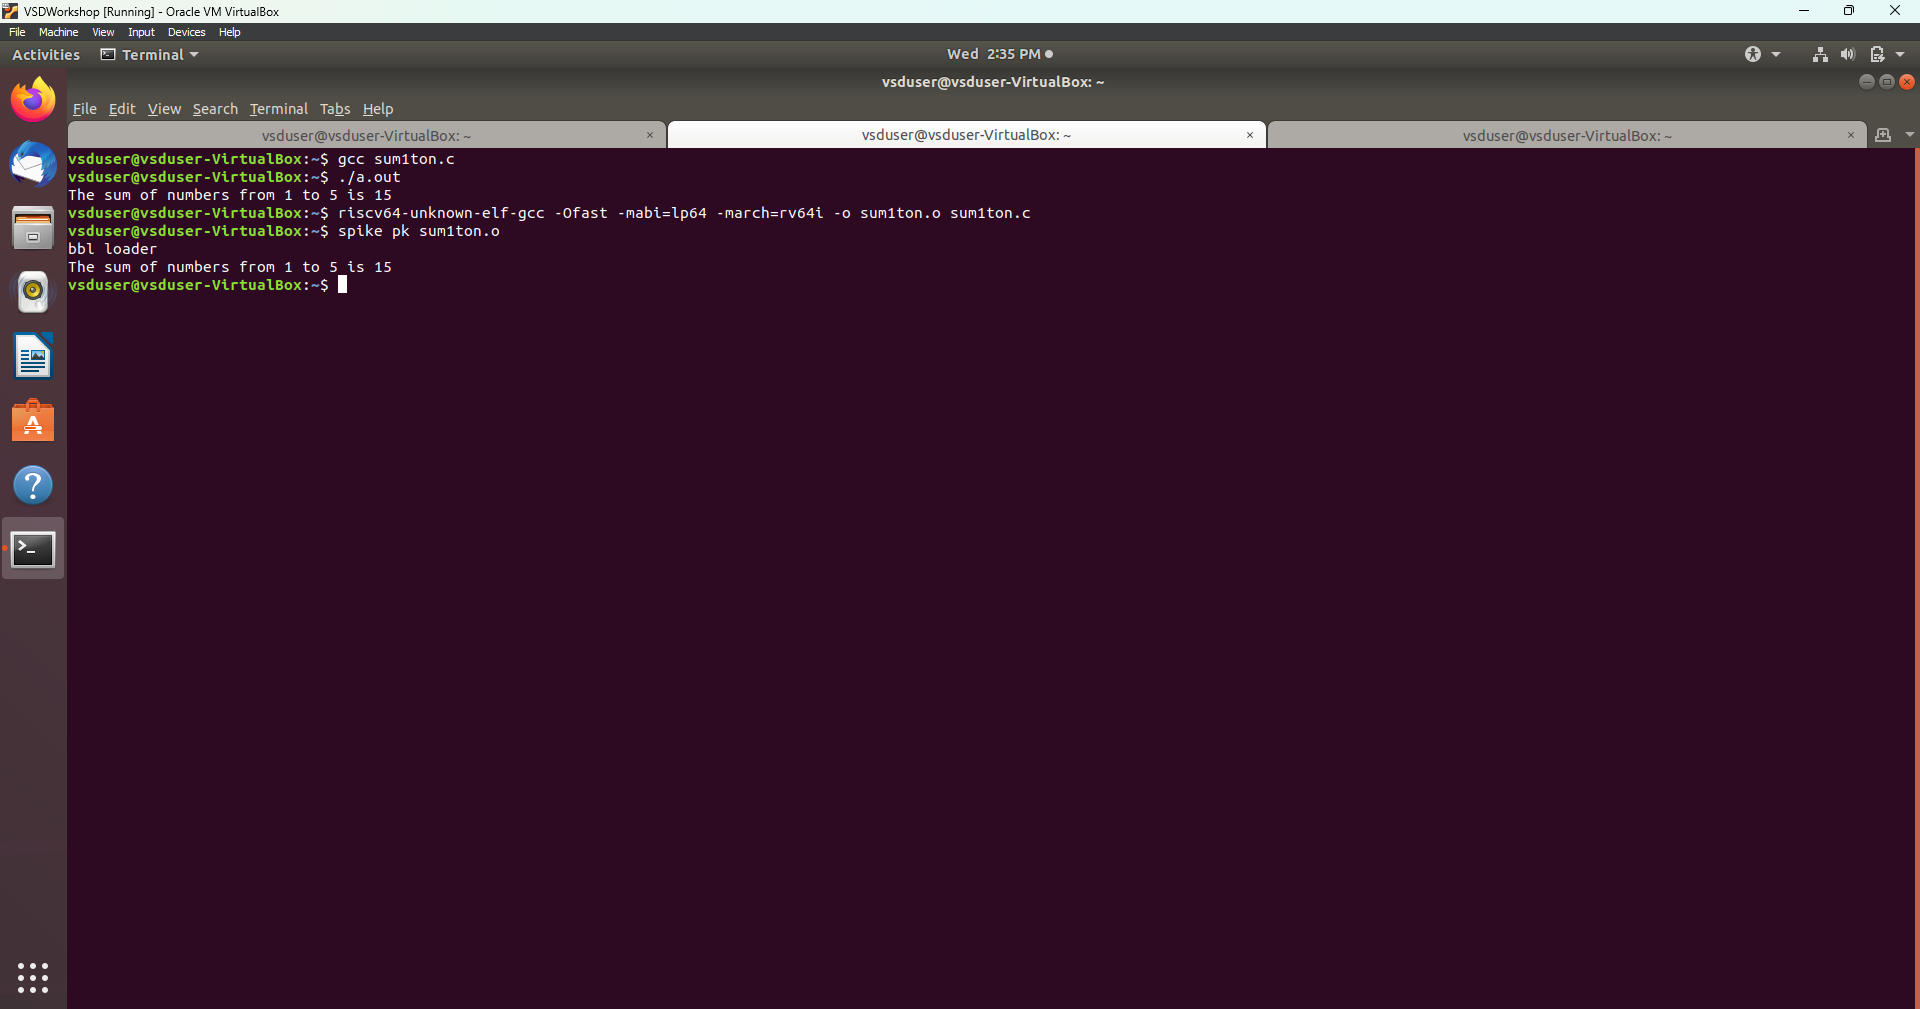 VSDWorkshop [Running] - Oracle VM VirtualBox
File Machine View Input Devices Help
Activities Terminal Wed 2:35 PM
vsduser@vsduser-VirtualBox: ~
File Edit View Search Terminal Tabs Help
vsduser@vsduser-VirtualBox: ~ × vsduser@vsduser-VirtualBox: ~ × vsduser@vsduser-VirtualBox: ~ ×
vsduser@vsduser-VirtualBox:~$ gcc sum1ton.c
vsduser@vsduser-VirtualBox:~$ ./a.out
The sum of numbers from 1 to 5 is 15
vsduser@vsduser-VirtualBox:~$ riscv64-unknown-elf-gcc -Ofast -mabi=lp64 -march=rv64i -o sum1ton.o sum1ton.c
vsduser@vsduser-VirtualBox:~$ spike pk sum1ton.o
bbl loader
The sum of numbers from 1 to 5 is 15
vsduser@vsduser-VirtualBox:~$